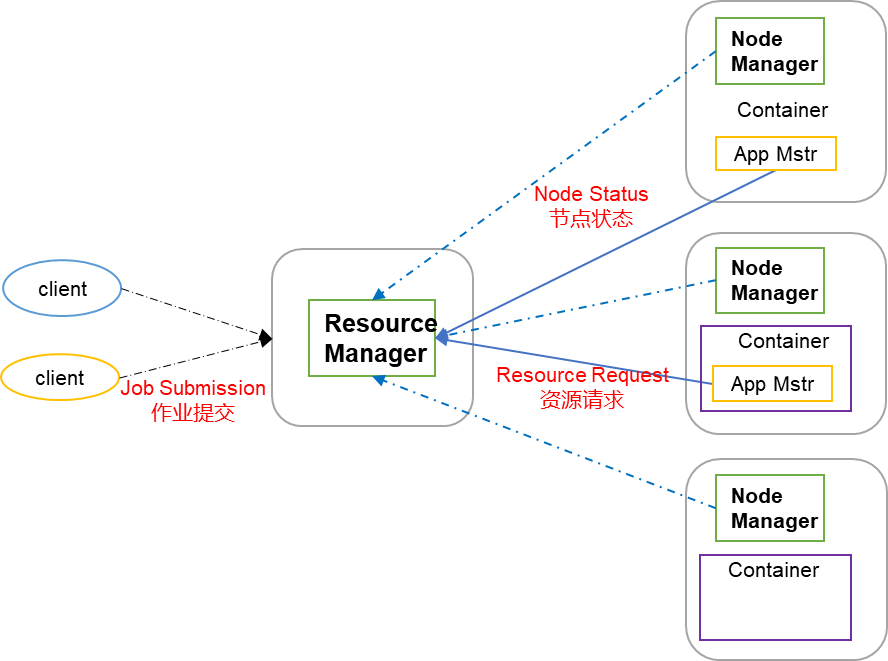 client
client
Job Submission
作业提交
Resource
Manager
Node Status
节点状态
Resource Request
资源请求
Node
Manager
Container
App Mstr
Node
Manager
Container
App Mstr
Node
Manager
Container